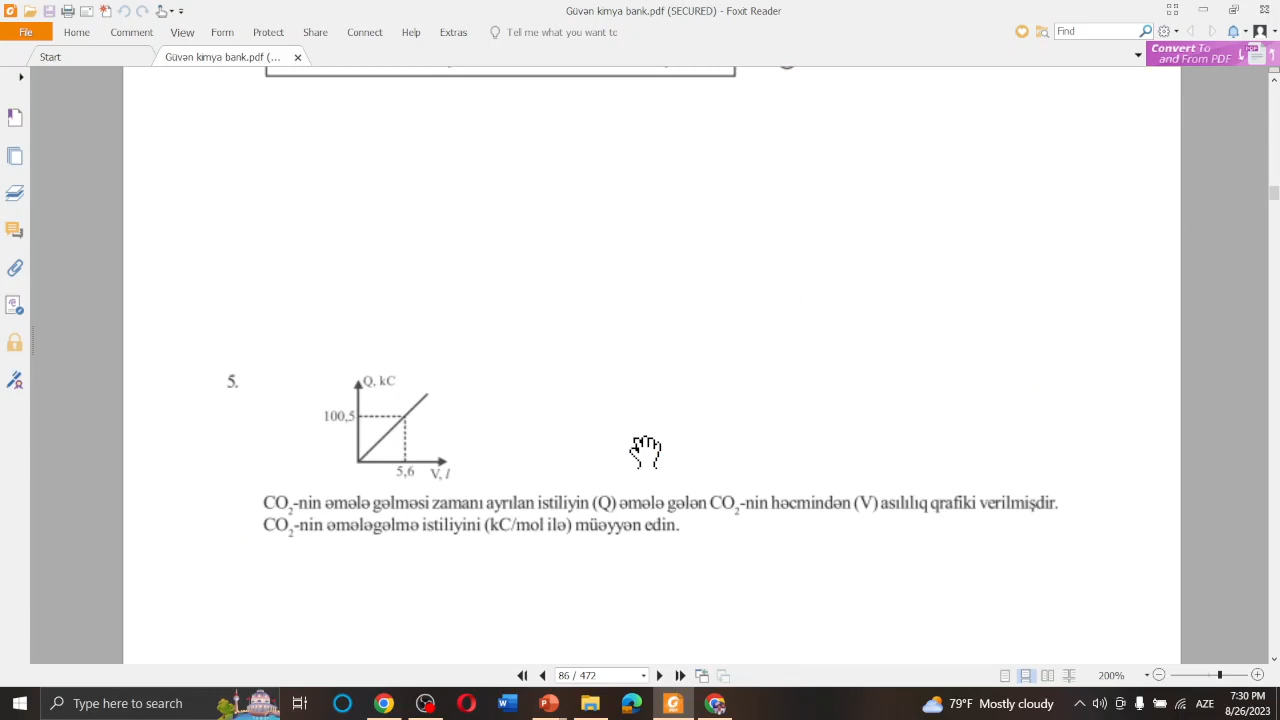 Güvən kimya bank.pdf (SECURED) - Foxit Reader
File Home Comment View Form Protect Share Connect Help Extras Tell me what you want to Find
Start Güvən kimya bank.pdf (... Convert To
and From PDF
5.
Q, kC
100,5
5,6 V, l
CO₂-nin əmələ gəlməsi zamanı ayrılan istiliyin (Q) əmələ gələn CO₂-nin həcmindən (V) asılılıq qrafiki verilmişdir.
CO₂-nin əmələgəlmə istiliyini (kC/mol ilə) müəyyən edin.
86 / 472 200%
Type here to search 79°F Mostly cloudy AZE 7:30 PM
8/26/2023